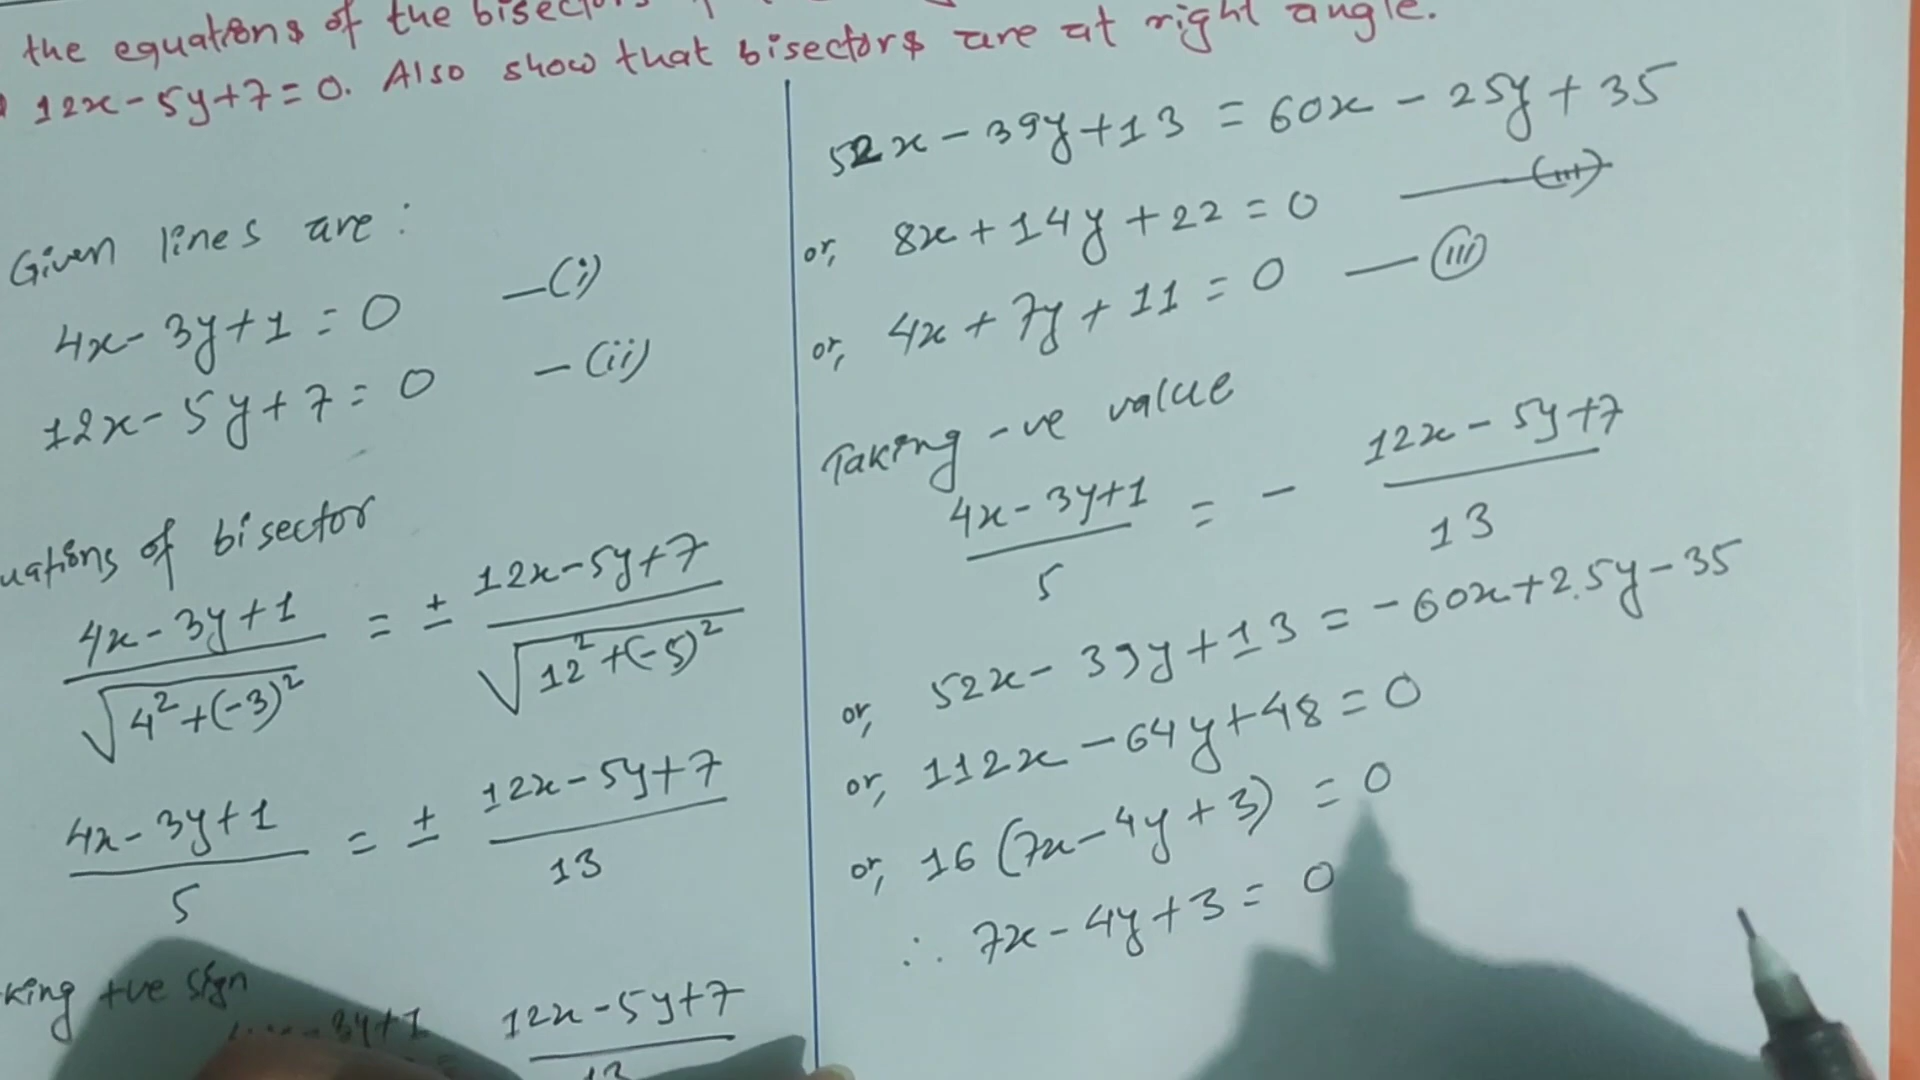 the equations of the bisectors
12x-5y+7=0. Also show that bisectors are at right angle.
Given lines are:
4x-3y+1=0 —(i)
12x-5y+7=0 —(ii)
uations of bisector
4x-3y+1/√4²+(-3)² = ± 12x-5y+7/√12²+(-5)²
4x-3y+1/5 = ± 12x-5y+7/13
king +ve sign
3y+1 = 12x-5y+7/13
52x-39y+13 = 60x-25y+35
or, 8x+14y+22=0 —(iii)
or, 4x+7y+11=0 —(iii)
Taking -ve value
4x-3y+1/5 = - 12x-5y+7/13
or, 52x-39y+13=-60x+25y-35
or, 112x-64y+48=0
or, 16(7x-4y+3)=0
∴ 7x-4y+3=0